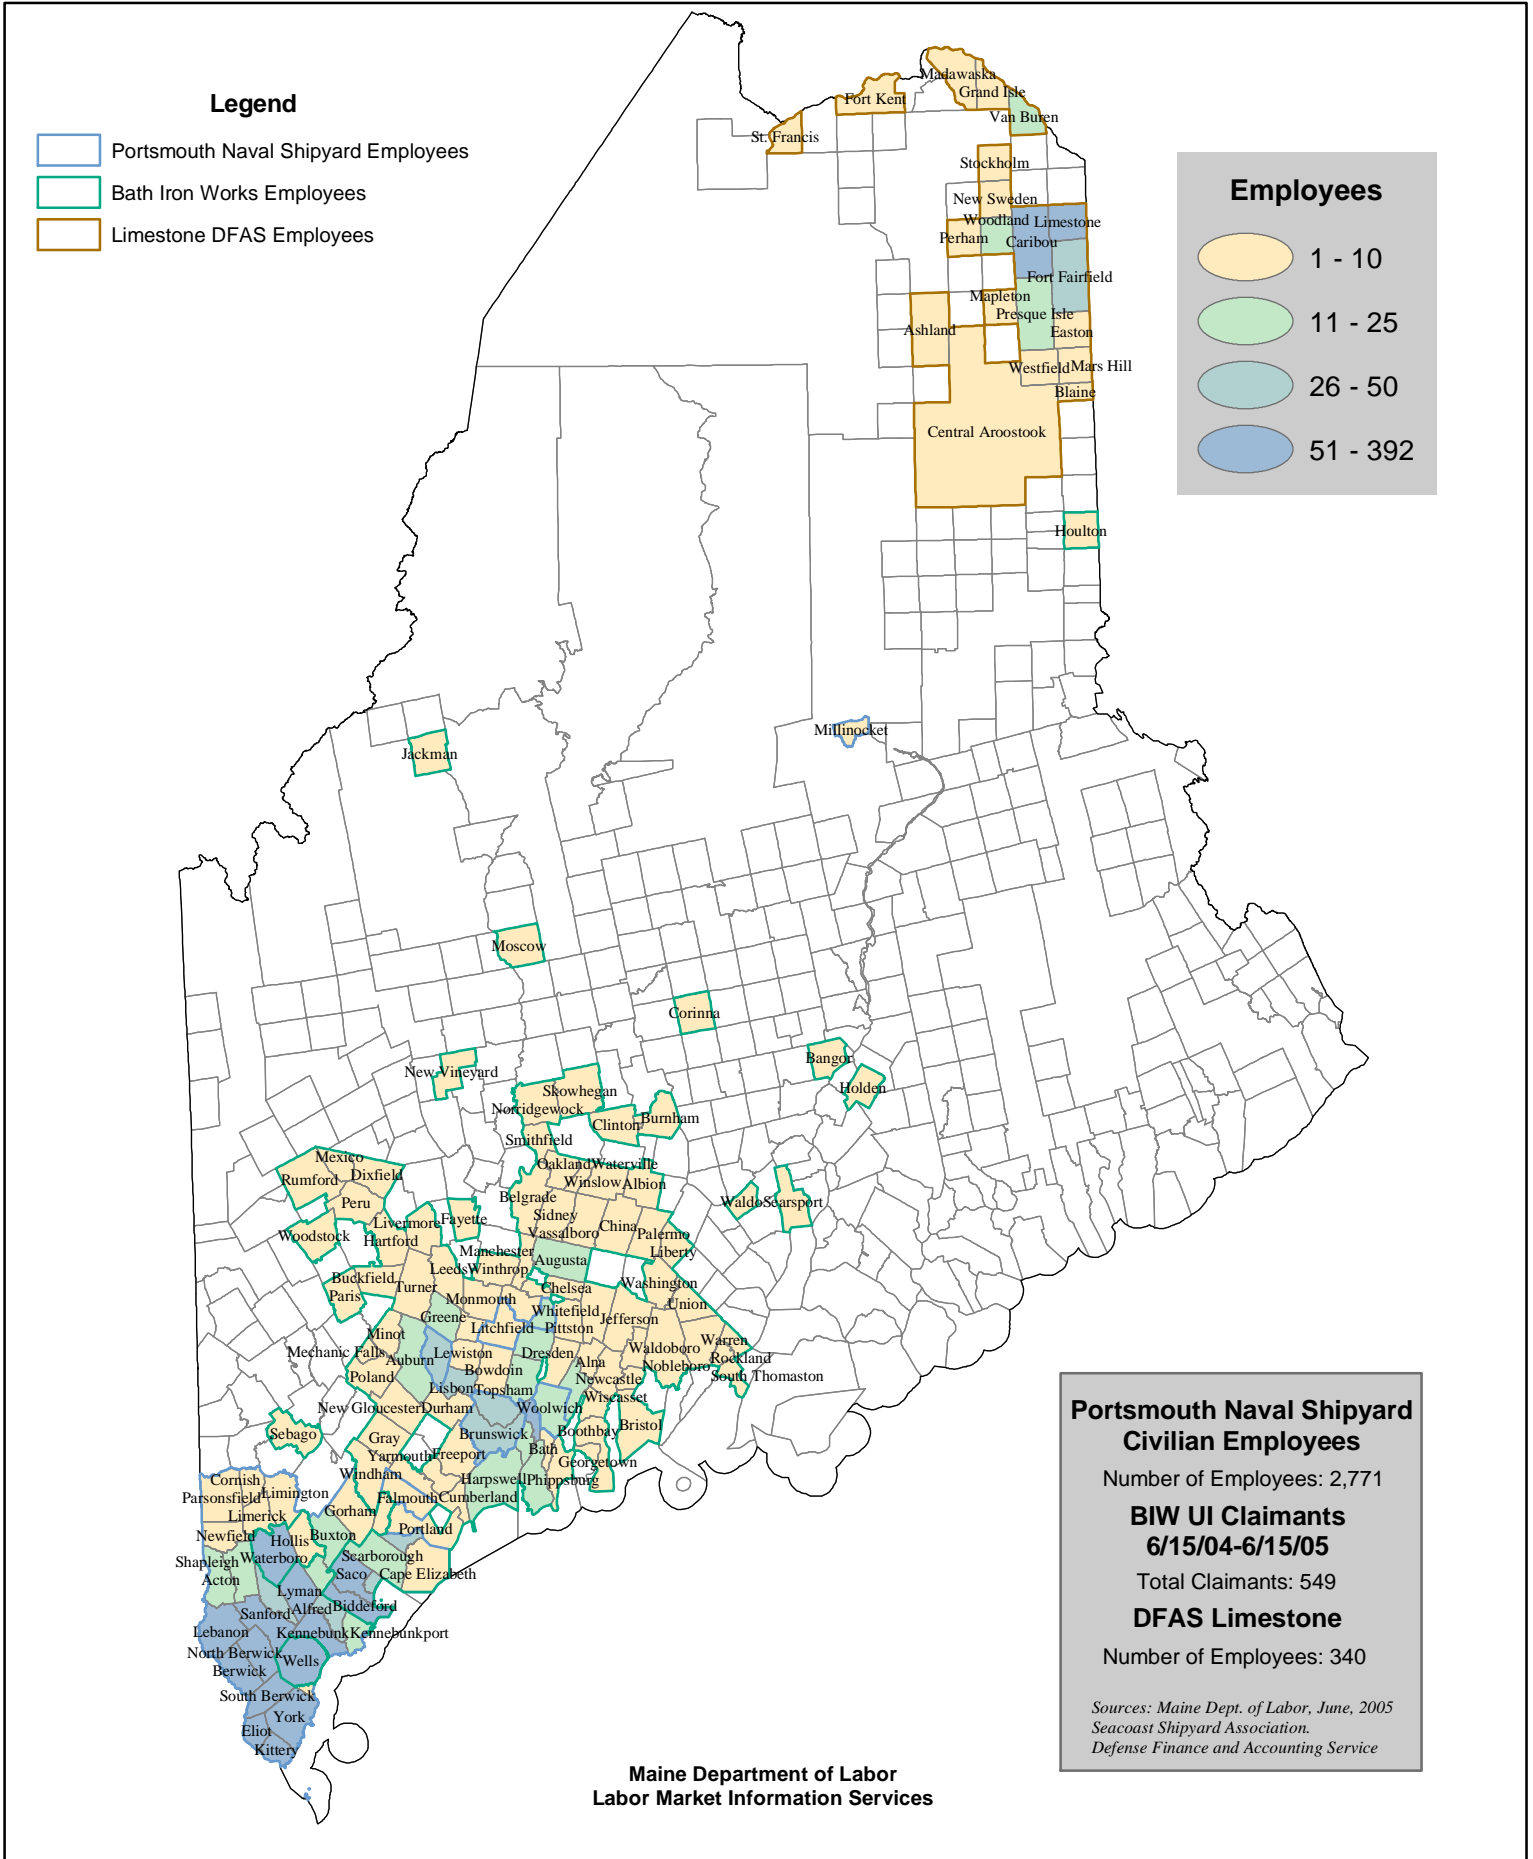 Legend
Portsmouth Naval Shipyard Employees
Bath Iron Works Employees
Limestone DFAS Employees
Employees
1 - 10
11 - 25
26 - 50
51 - 392
Madawaska
Grand Isle
Fort Kent
Van Buren
St. Francis
Stockholm
New Sweden
Woodland
Limestone
Perham
Caribou
Fort Fairfield
Mapleton
Presque Isle
Ashland
Easton
Westfield
Mars Hill
Blaine
Central Aroostook
Houlton
Millinocket
Jackman
Moscow
Corinna
Bangor
Holden
New Vineyard
Skowhegan
Norridgewock
Clinton
Burnham
Smithfield
Mexico
Rumford
Dixfield
Oakland
Waterville
Winslow
Albion
Peru
Belgrade
Waldo
Searsport
Livermore
Fayette
Sidney
Woodstock
Hartford
Vassalboro
China
Palermo
Liberty
Manchester
Augusta
Leeds
Winthrop
Buckfield
Turner
Chelsea
Washington
Paris
Monmouth
Union
Greene
Whitefield
Jefferson
Litchfield
Pittston
Minot
Warren
Mechanic Falls
Auburn
Lewiston
Dresden
Waldoboro
Rockland
Bowdoin
Alna
Nobleboro
Poland
Newcastle
South Thomaston
Lisbon
Topsham
Wiscasset
New Gloucester
Durham
Woolwich
Sebago
Gray
Brunswick
Boothbay
Bristol
Yarmouth
Freeport
Bath
Georgetown
Windham
Harpswell
Phippsburg
Cornish
Parsonsfield
Limington
Falmouth
Cumberland
Limerick
Gorham
Portland
Newfield
Hollis
Buxton
Shapleigh
Waterboro
Scarborough
Acton
Saco
Cape Elizabeth
Lyman
Sanford
Alfred
Biddeford
Lebanon
Kennebunk
Kennebunkport
North Berwick
Wells
Berwick
South Berwick
York
Eliot
Kittery
Portsmouth Naval Shipyard
Civilian Employees
Number of Employees: 2,771
BIW UI Claimants
6/15/04-6/15/05
Total Claimants: 549
DFAS Limestone
Number of Employees: 340
Sources: Maine Dept. of Labor, June, 2005
Seacoast Shipyard Association.
Defense Finance and Accounting Service
Maine Department of Labor
Labor Market Information Services